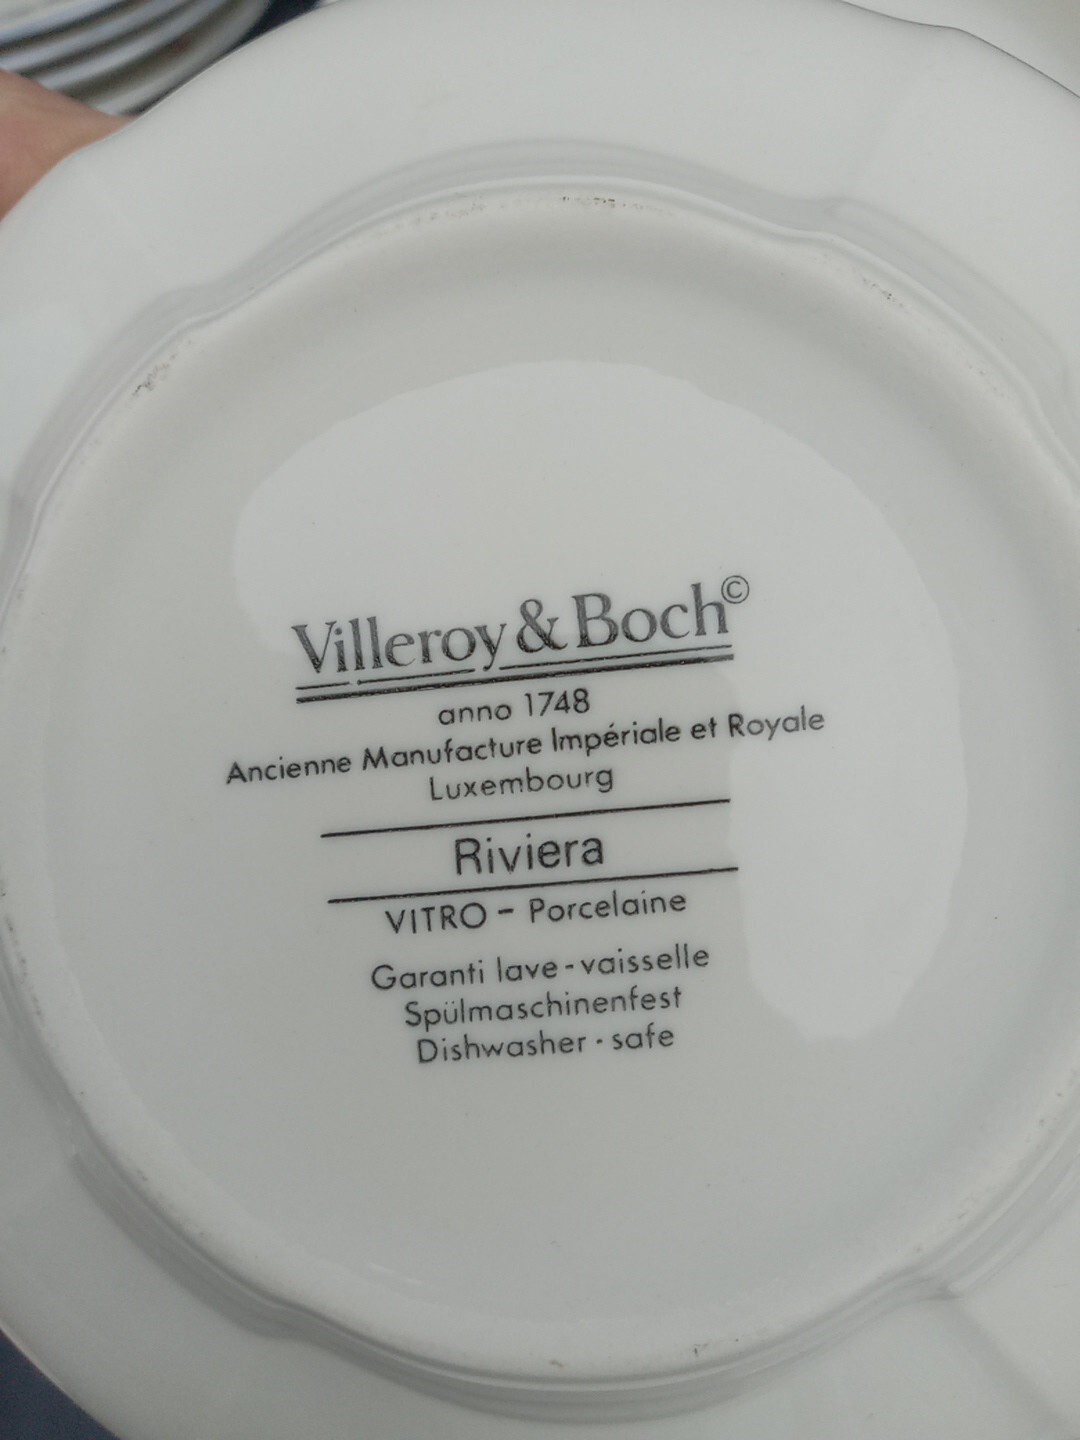 Villeroy & Boch©
anno 1748
Ancienne Manufacture Impériale et Royale
Luxembourg
Riviera
VITRO - Porcelaine
Garanti lave-vaisselle
Spülmaschinenfest
Dishwasher · safe